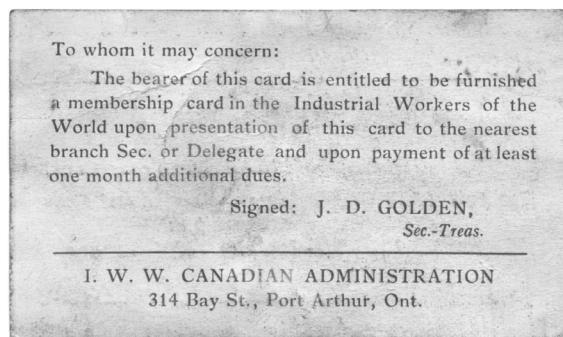 To whom it may concern:
The bearer of this card is entitled to be furnished
a membership card in the Industrial Workers of the
World upon presentation of this card to the nearest
branch Sec. or Delegate and upon payment of at least
one month additional dues.
Signed: J. D. GOLDEN,
Sec.-Treas.
I. W. W. CANADIAN ADMINISTRATION
314 Bay St., Port Arthur, Ont.